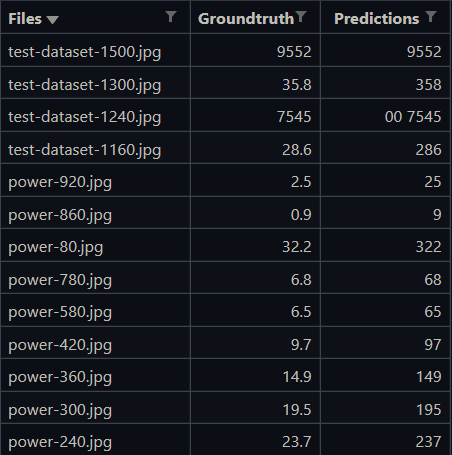 Files Groundtruth Predictions
test-dataset-1500.jpg 9552 9552
test-dataset-1300.jpg 35.8 358
test-dataset-1240.jpg 7545 00 7545
test-dataset-1160.jpg 28.6 286
power-920.jpg 2.5 25
power-860.jpg 0.9 9
power-80.jpg 32.2 322
power-780.jpg 6.8 68
power-580.jpg 6.5 65
power-420.jpg 9.7 97
power-360.jpg 14.9 149
power-300.jpg 19.5 195
power-240.jpg 23.7 237